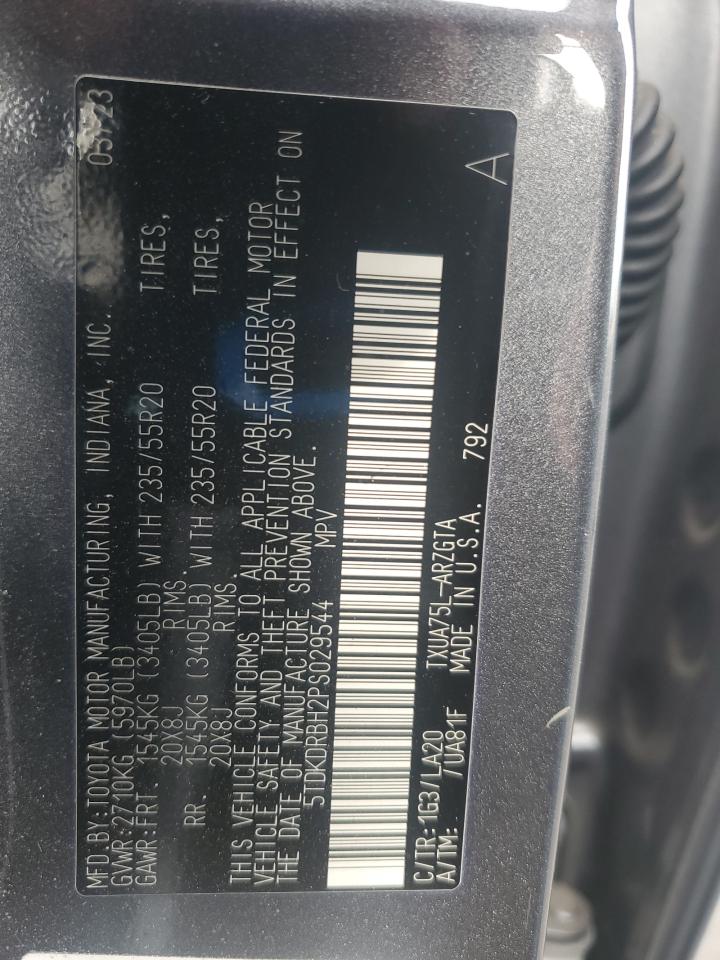 MFD.BY:TOYOTA MOTOR MANUFACTURING, INDIANA, INC.
GVWR:2710KG (5970LB)
GAWR:FRT. 1545KG (3405LB) WITH 235/55R20 TIRES,
20X8J RIMS.
RR. 1545KG (3405LB) WITH 235/55R20 TIRES,
20X8J RIMS.
THIS VEHICLE CONFORMS TO ALL APPLICABLE FEDERAL MOTOR
VEHICLE SAFETY AND THEFT PREVENTION STANDARDS IN EFFECT ON
THE DATE OF MANUFACTURE SHOWN ABOVE.
5TDKDRBH2PS029544 MPV
C/TR:1G3/LA20 TXUA75L-ARZGTA A
A/TM: /UA81F MADE IN U.S.A. 792